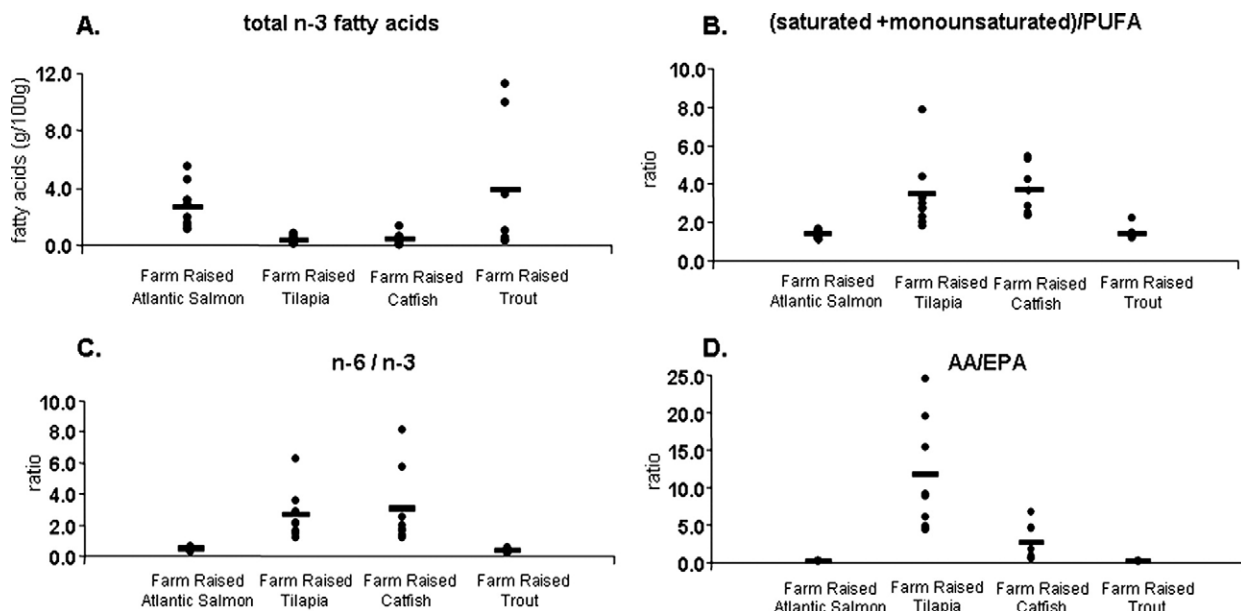 A.
total n-3 fatty acids
fatty acids (g/100g)
12.0
8.0
4.0
0.0
Farm Raised
Atlantic Salmon
Farm Raised
Tilapia
Farm Raised
Catfish
Farm Raised
Trout
B.
(saturated +monounsaturated)/PUFA
ratio
10.0
8.0
6.0
4.0
2.0
0.0
Farm Raised
Atlantic Salmon
Farm Raised
Tilapia
Farm Raised
Catfish
Farm Raised
Trout
C.
n-6 / n-3
ratio
10.0
8.0
6.0
4.0
2.0
0.0
Farm Raised
Atlantic Salmon
Farm Raised
Tilapia
Farm Raised
Catfish
Farm Raised
Trout
D.
AA/EPA
ratio
25.0
20.0
15.0
10.0
5.0
0.0
Farm Raised
Atlantic Salmon
Farm Raised
Tilapia
Farm Raised
Catfish
Farm Raised
Trout